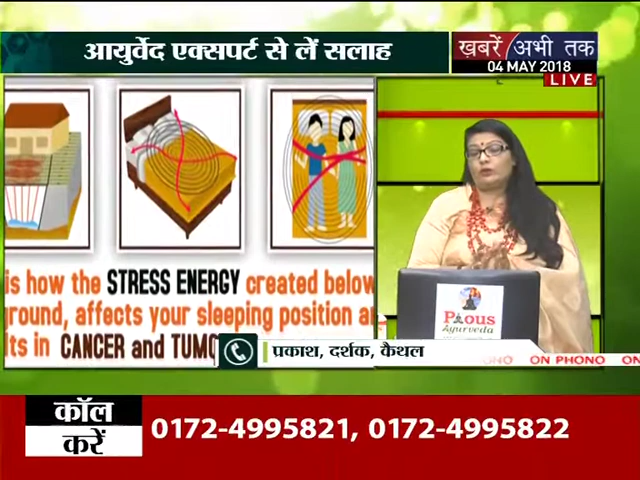 आयुर्वेद एक्सपर्ट से लें सलाह
ख़बरें अभी तक
04 MAY 2018
LIVE
is how the STRESS ENERGY created below
ground, affects your sleeping position a
in CANCER and TUMO
Pious
Ayurveda
प्रकाश, दर्शक, कैथल
ONO ON PHONO ON PHONO
कॉल
करें
0172-4995821, 0172-4995822